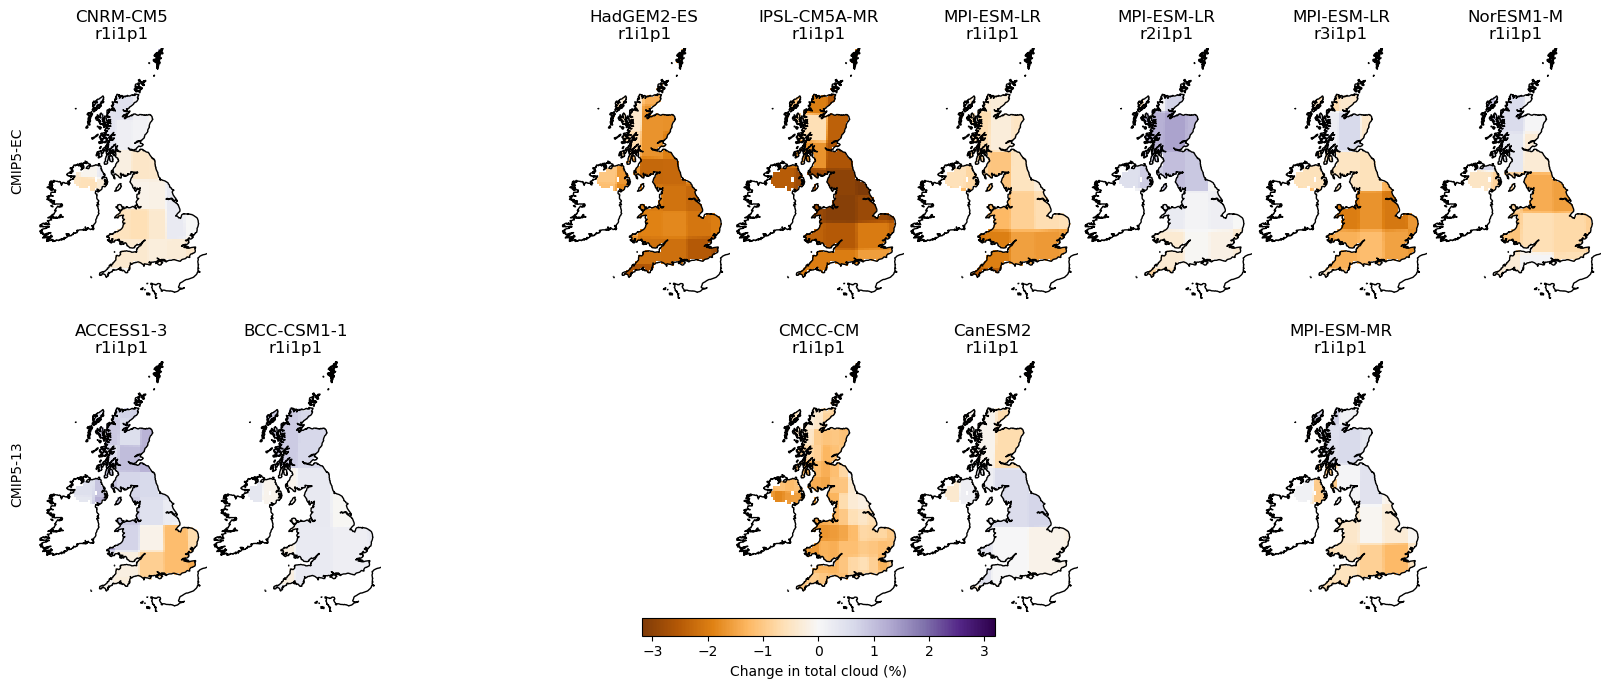 CNRM-CM5
r1i1p1
HadGEM2-ES
r1i1p1
IPSL-CM5A-MR
r1i1p1
MPI-ESM-LR
r1i1p1
MPI-ESM-LR
r2i1p1
MPI-ESM-LR
r3i1p1
NorESM1-M
r1i1p1
CMIP5-EC
ACCESS1-3
r1i1p1
BCC-CSM1-1
r1i1p1
CMCC-CM
r1i1p1
CanESM2
r1i1p1
MPI-ESM-MR
r1i1p1
CMIP5-13
−3 −2 −1 0 1 2 3
Change in total cloud (%)